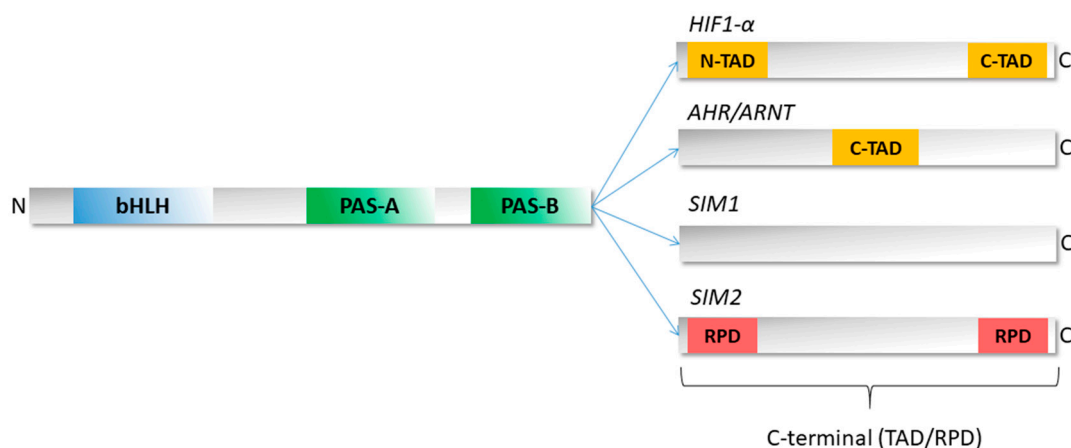 HIF1-α
N-TAD C-TAD C
AHR/ARNT
C-TAD C
N bHLH PAS-A PAS-B
SIM1
C
SIM2
RPD RPD C
C-terminal (TAD/RPD)